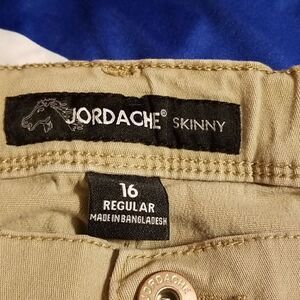 JORDACHE® SKINNY
16
REGULAR
MADE IN BANGLADESH
JORDACHE